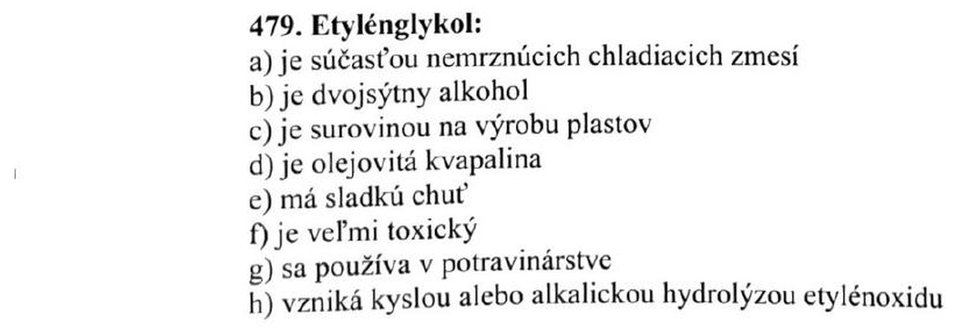 479. Etylénglykol:
a) je súčasťou nemrznúcich chladiacich zmesí
b) je dvojsýtny alkohol
c) je surovinou na výrobu plastov
d) je olejovitá kvapalina
e) má sladkú chuť
f) je veľmi toxický
g) sa používa v potravinárstve
h) vzniká kyslou alebo alkalickou hydrolýzou etylénoxidu